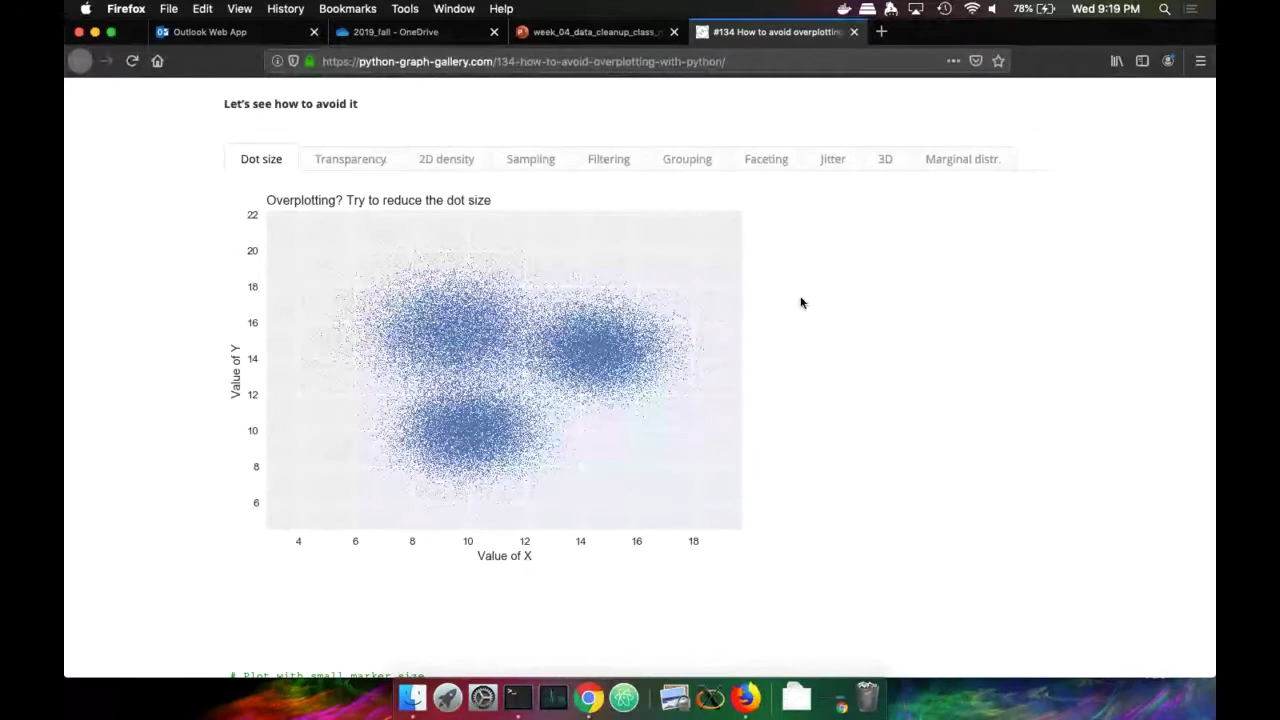 Firefox File Edit View History Bookmarks Tools Window Help 78% Wed 9:19 PM
Outlook Web App 2019_fall - OneDrive week_04_data_cleanup_class_ #134 How to avoid overplotting
https://python-graph-gallery.com/134-how-to-avoid-overplotting-with-python/
Let's see how to avoid it
Dot size Transparency 2D density Sampling Filtering Grouping Faceting Jitter 3D Marginal distr.
Overplotting? Try to reduce the dot size
22
20
18
16
14
12
10
8
6
Value of Y
4 6 8 10 12 14 16 18
Value of X
# Plot with small marker size